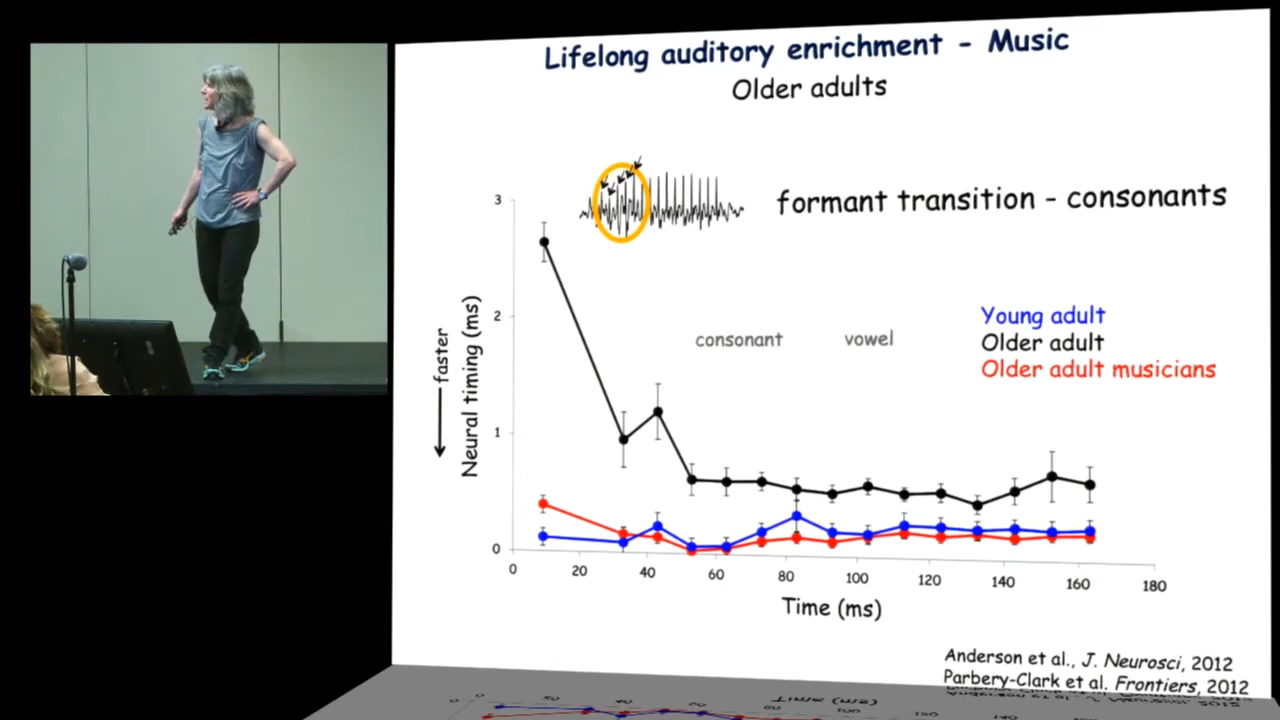 Lifelong auditory enrichment - Music
Older adults
formant transition - consonants
3
2
1
0
faster
Neural timing (ms)
consonant
vowel
Young adult
Older adult
Older adult musicians
0 20 40 60 80 100 120 140 160 180
Time (ms)
Anderson et al., J. Neurosci, 2012
Parbery-Clark et al. Frontiers, 2012